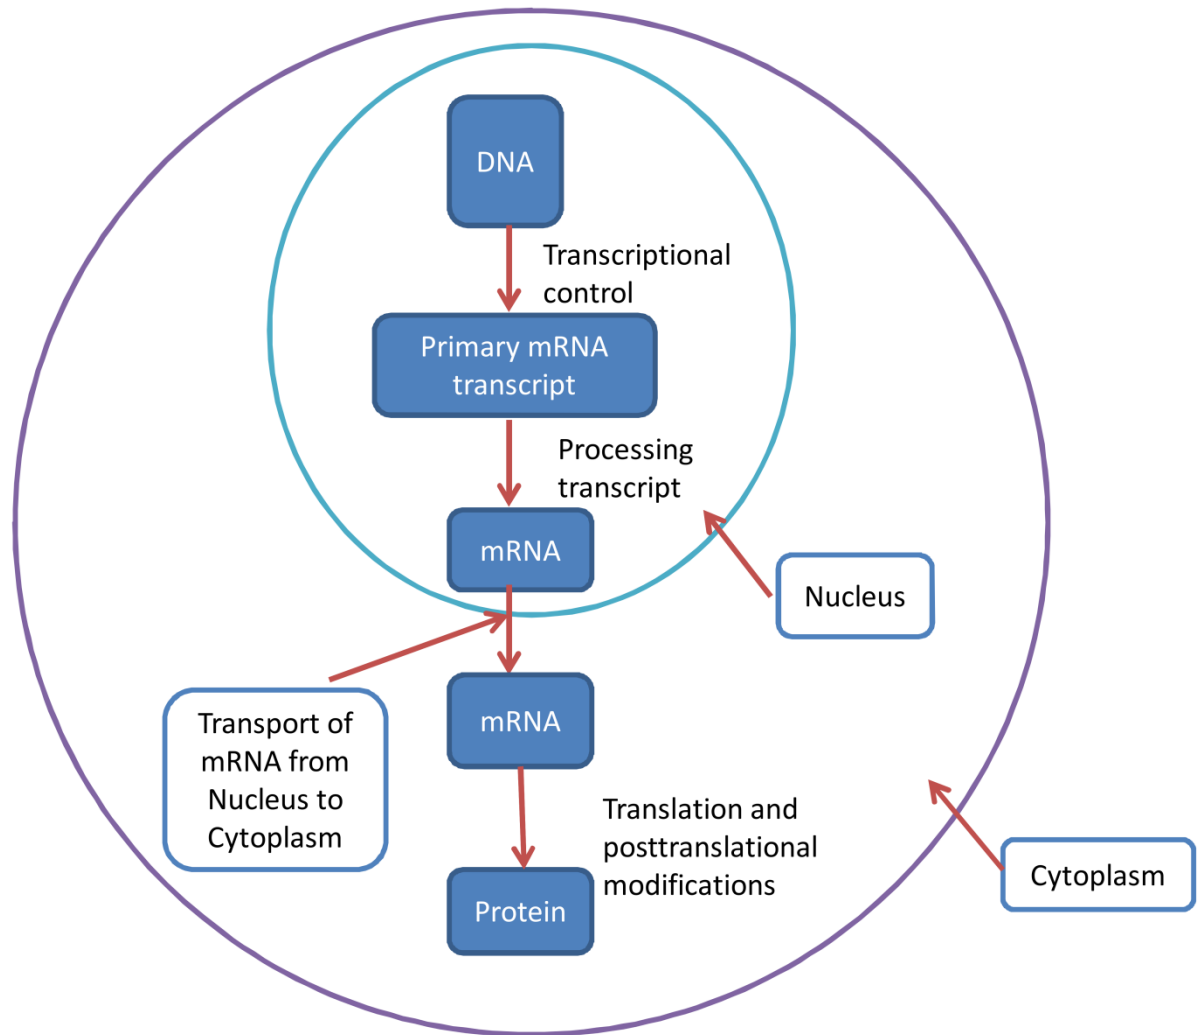 DNA
Transcriptional
control
Primary mRNA
transcript
Processing
transcript
mRNA
Nucleus
Transport of
mRNA from
Nucleus to
Cytoplasm
mRNA
Translation and
posttranslational
modifications
Protein
Cytoplasm